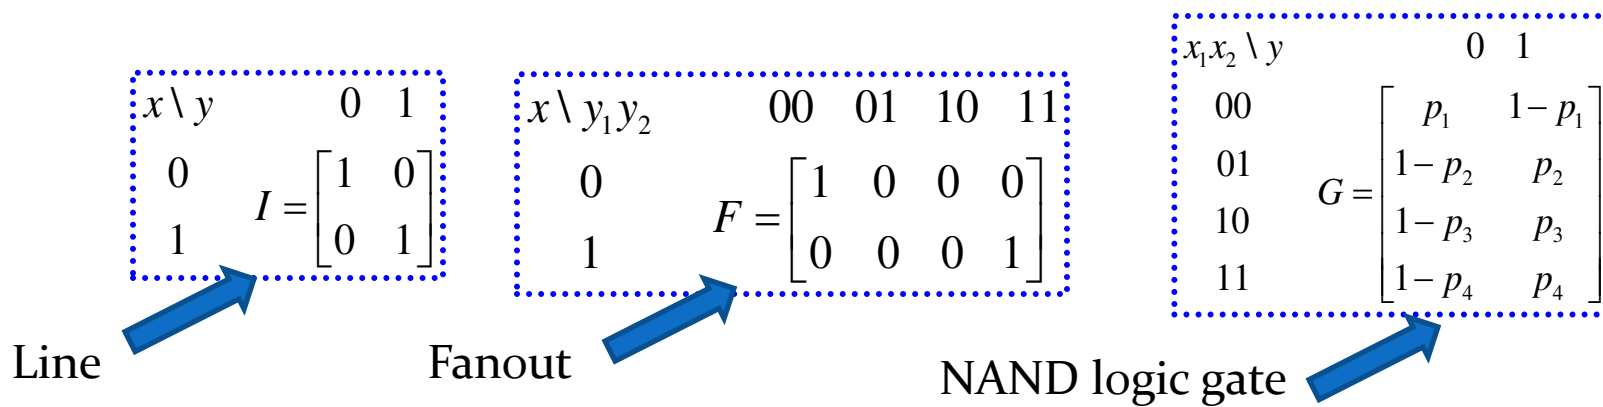 x \ y 0 1
0
1
I = [1 0
0 1]
Line
x \ y₁y₂ 00 01 10 11
0
1
F = [1 0 0 0
0 0 0 1]
Fanout
x₁x₂ \ y 0 1
00
01
10
11
G = [p₁ 1− p₁
1− p₂ p₂
1− p₃ p₃
1− p₄ p₄]
NAND logic gate